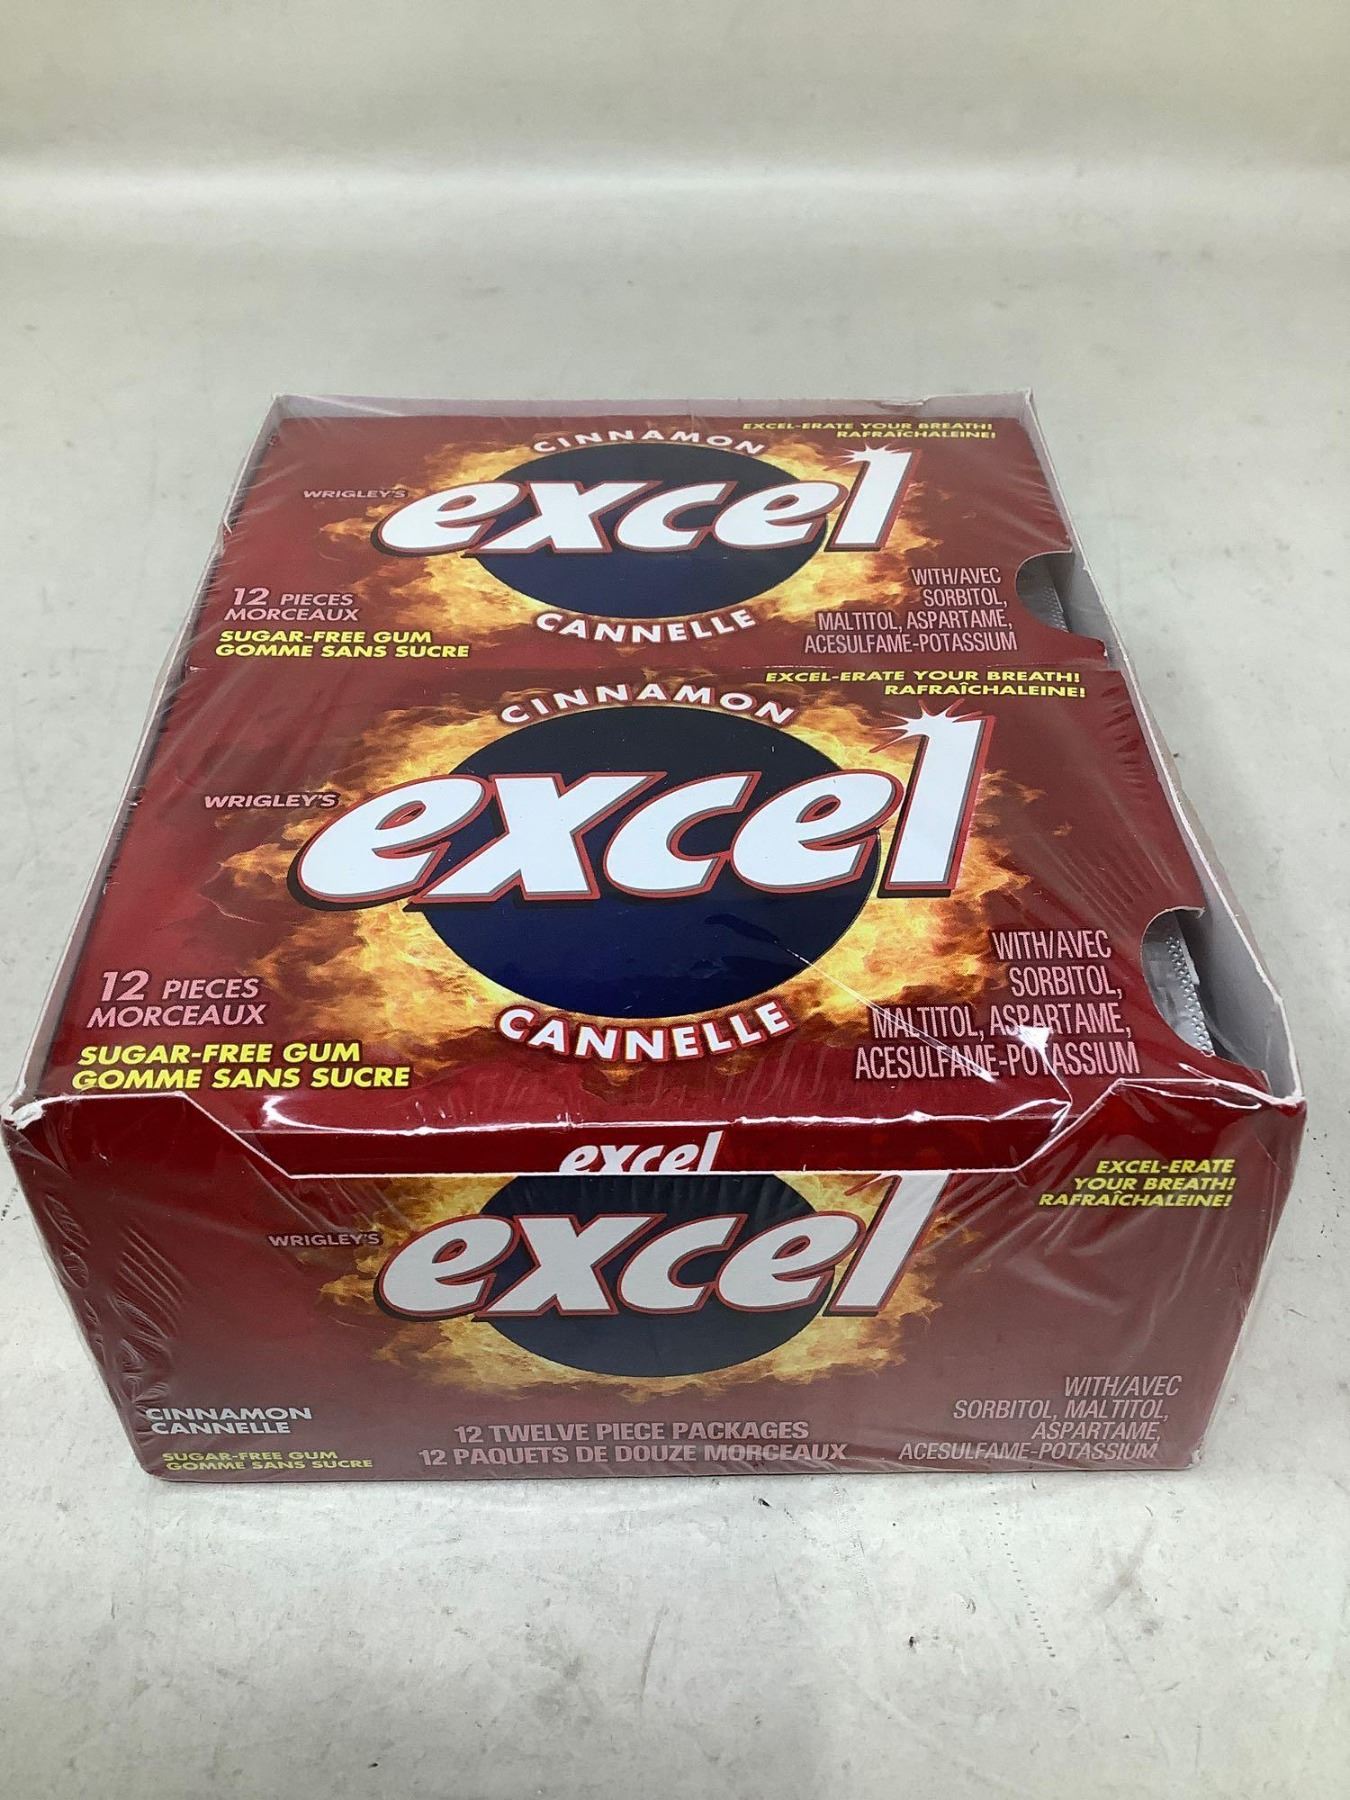 EXCEL-ERATE YOUR BREATH!
RAFRAÎCHALEINE!
CINNAMON
WRIGLEY'S
excel
CANNELLE
12 PIECES
MORCEAUX
SUGAR-FREE GUM
GOMME SANS SUCRE
WITH/AVEC
SORBITOL,
MALTITOL, ASPARTAME,
ACESULFAME-POTASSIUM
EXCEL-ERATE YOUR BREATH!
RAFRAÎCHALEINE!
CINNAMON
WRIGLEY'S
excel
CANNELLE
12 PIECES
MORCEAUX
SUGAR-FREE GUM
GOMME SANS SUCRE
WITH/AVEC
SORBITOL,
MALTITOL, ASPARTAME,
ACESULFAME-POTASSIUM
excel
EXCEL-ERATE
YOUR BREATH!
RAFRAÎCHALEINE!
WRIGLEY'S
excel
CINNAMON
CANNELLE
SUGAR-FREE GUM
GOMME SANS SUCRE
12 TWELVE PIECE PACKAGES
12 PAQUETS DE DOUZE MORCEAUX
WITH/AVEC
SORBITOL, MALTITOL,
ASPARTAME,
ACESULFAME-POTASSIUM